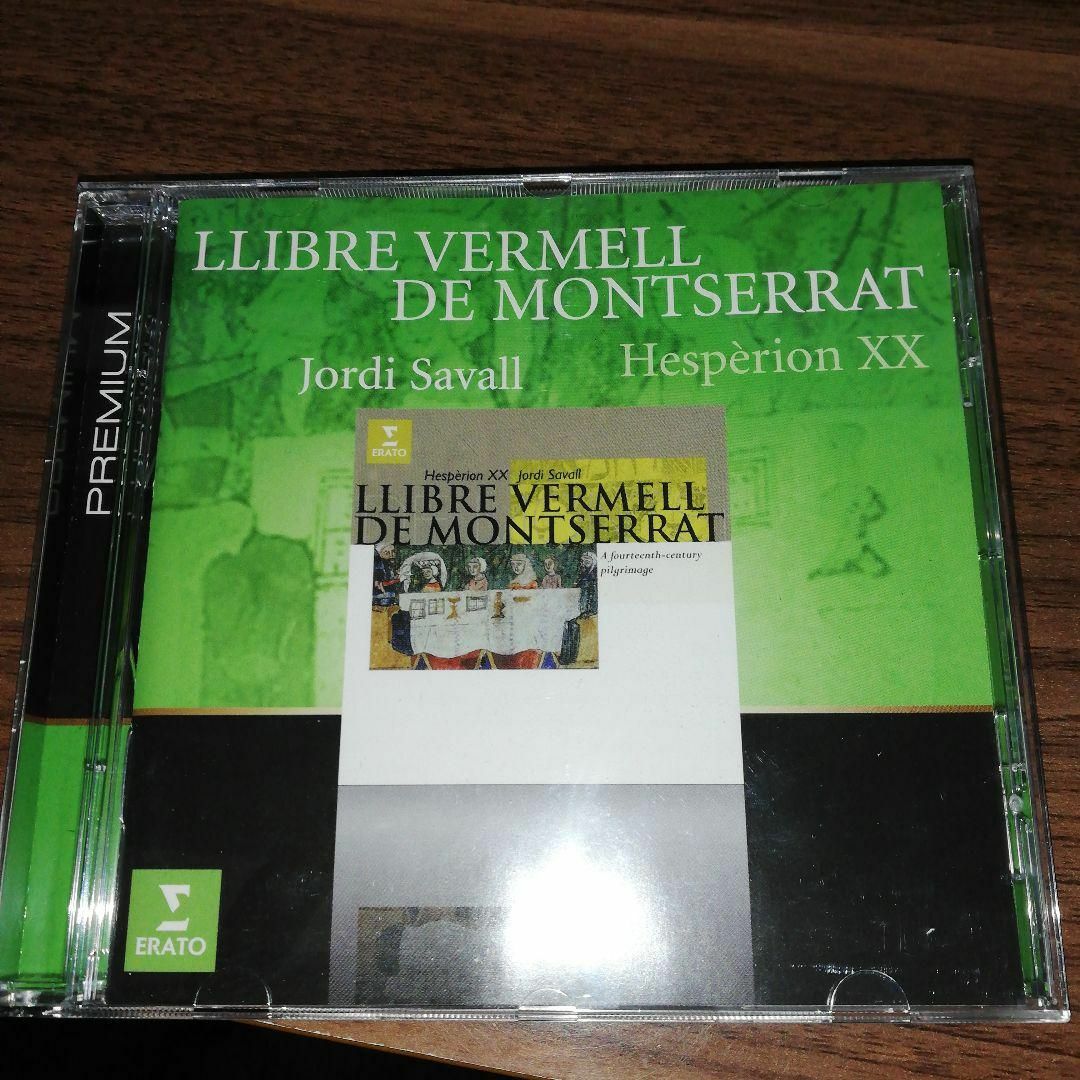 LLIBRE VERMELL
DE MONTSERRAT
Jordi Savall
Hespèrion XX
PREMIUM
ERATO
Hespèrion XX Jordi Savall
LLIBRE VERMELL
DE MONTSERRAT
A fourteenth-century
pilgrimage
ERATO